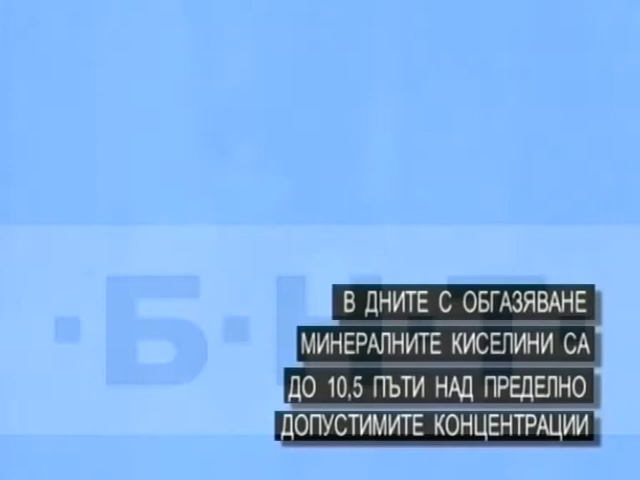 ·Б·Н·Т·
В ДНИТЕ С ОБГАЗЯВАНЕ
МИНЕРАЛНИТЕ КИСЕЛИНИ СА
ДО 10,5 ПЪТИ НАД ПРЕДЕЛНО
ДОПУСТИМИТЕ КОНЦЕНТРАЦИИ